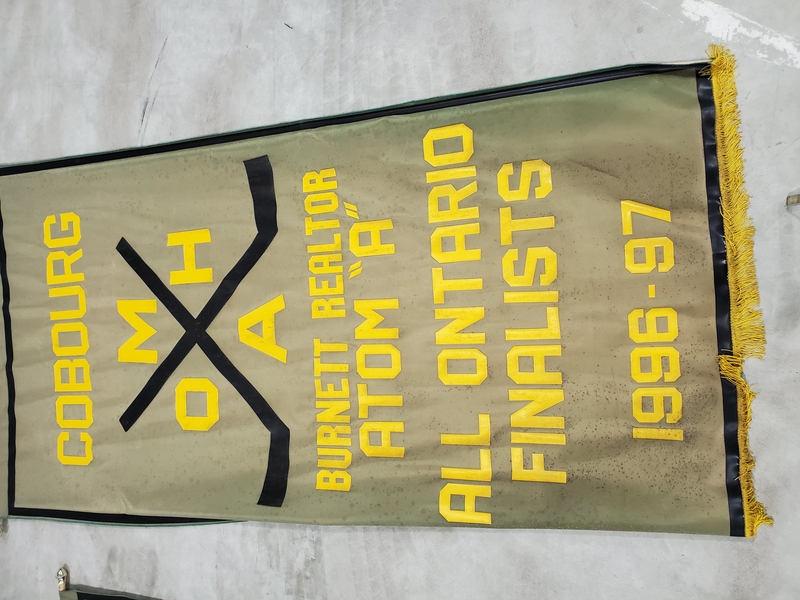 COBOURG
M
O H
A
BURNETT REALTOR
ATOM "A"
ALL ONTARIO
FINALISTS
1996-97